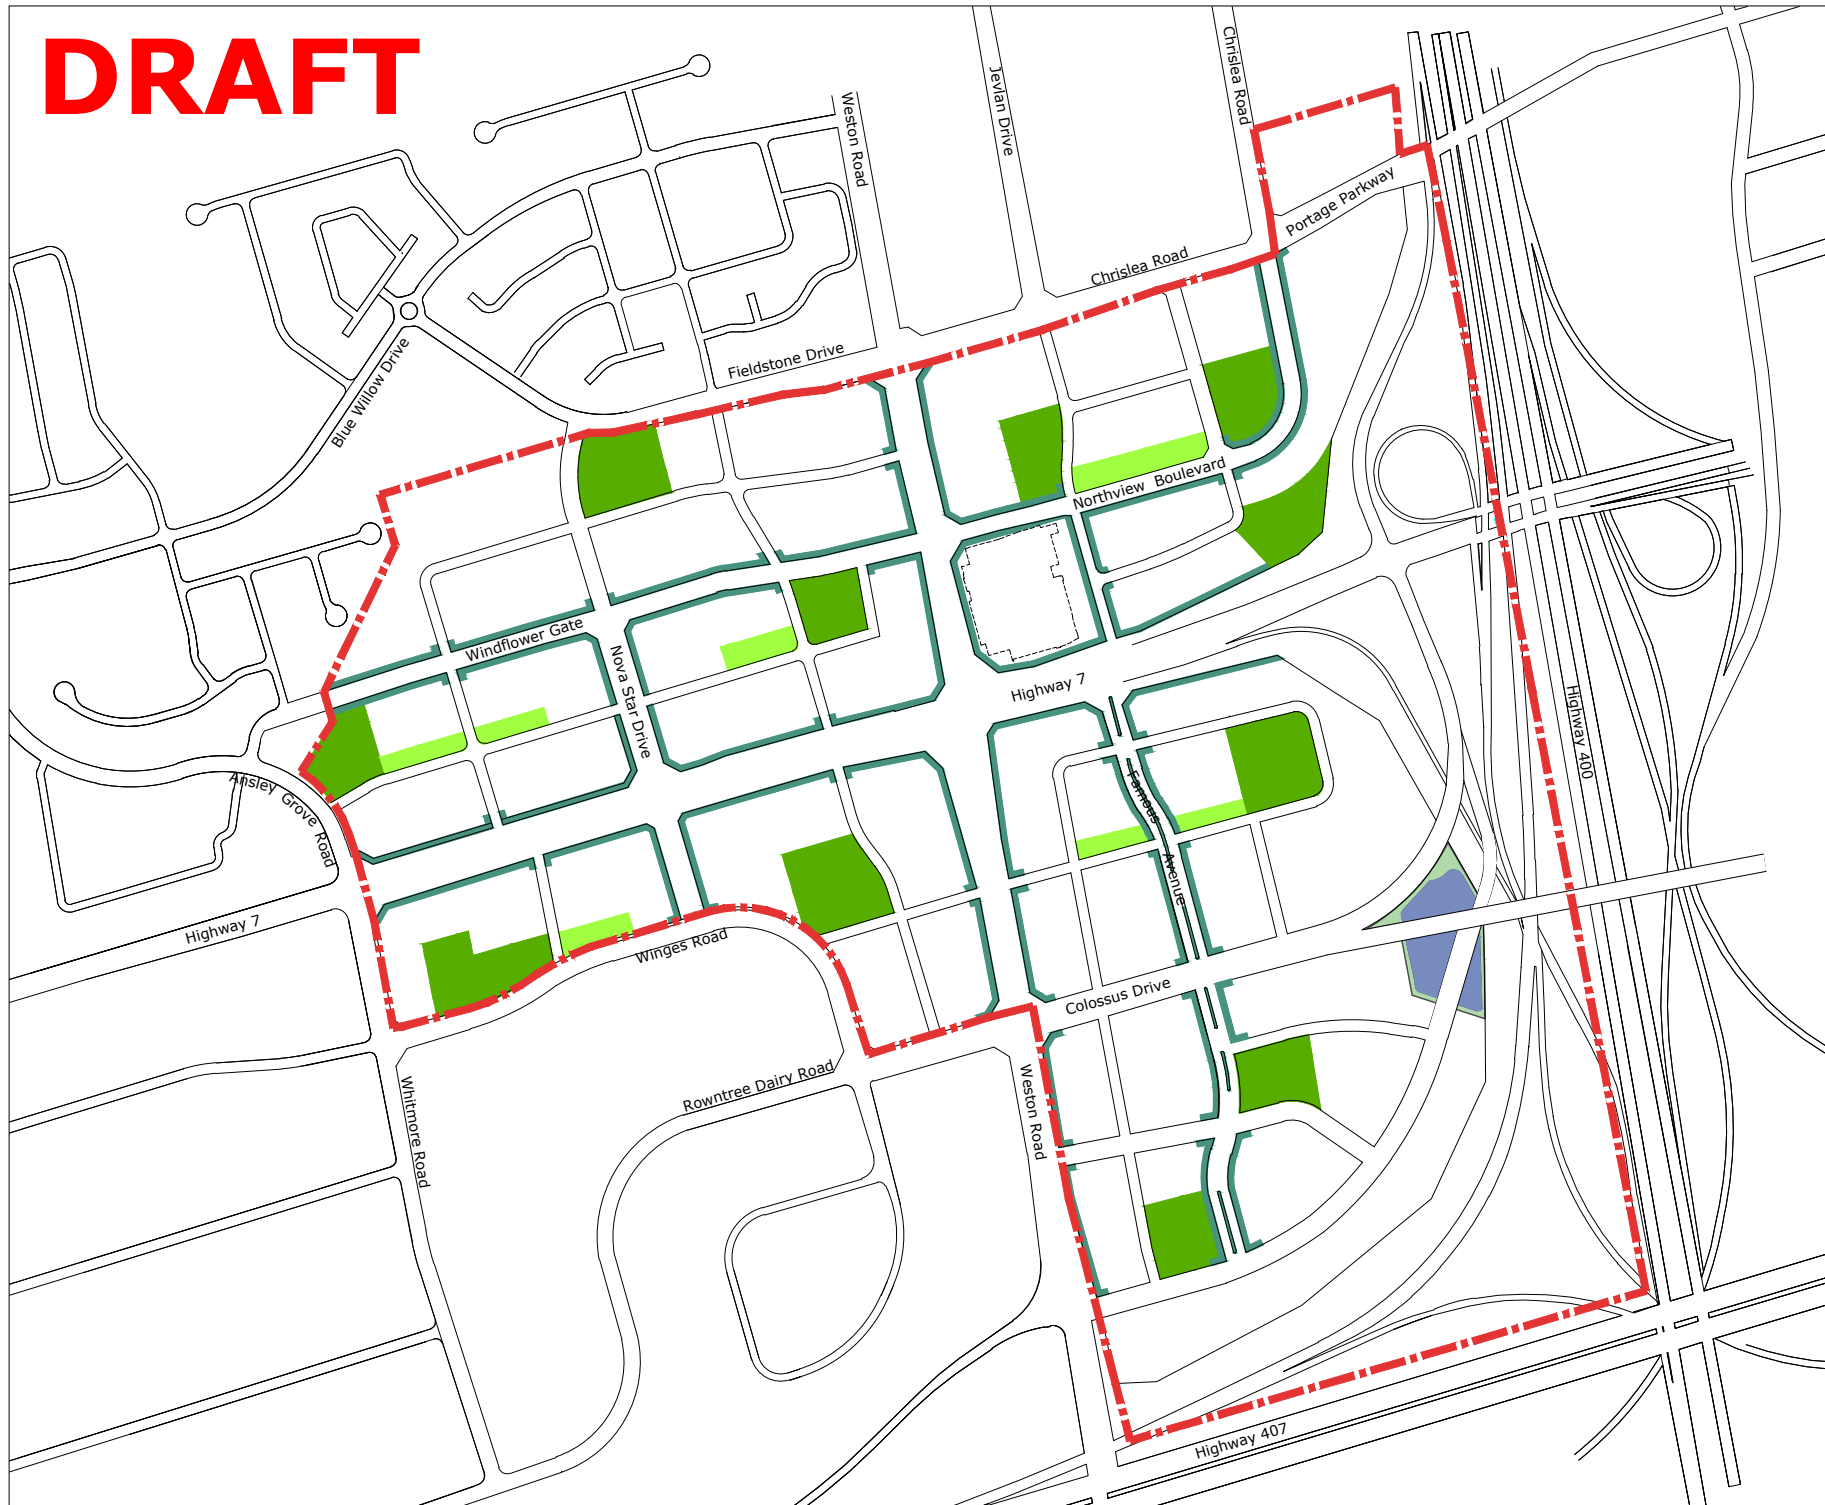 DRAFT
Weston Road
Jevlan Drive
Chrislea Road
Portage Parkway
Chrislea Road
Fieldstone Drive
Blue Willow Drive
Northview Boulevard
Windflower Gate
Nova Star Drive
Highway 7
Highway 400
Ansley Grove Road
Famous Avenue
Highway 7
Winges Road
Colossus Drive
Rowntree Dairy Road
Whitmore Road
Weston Road
Highway 407